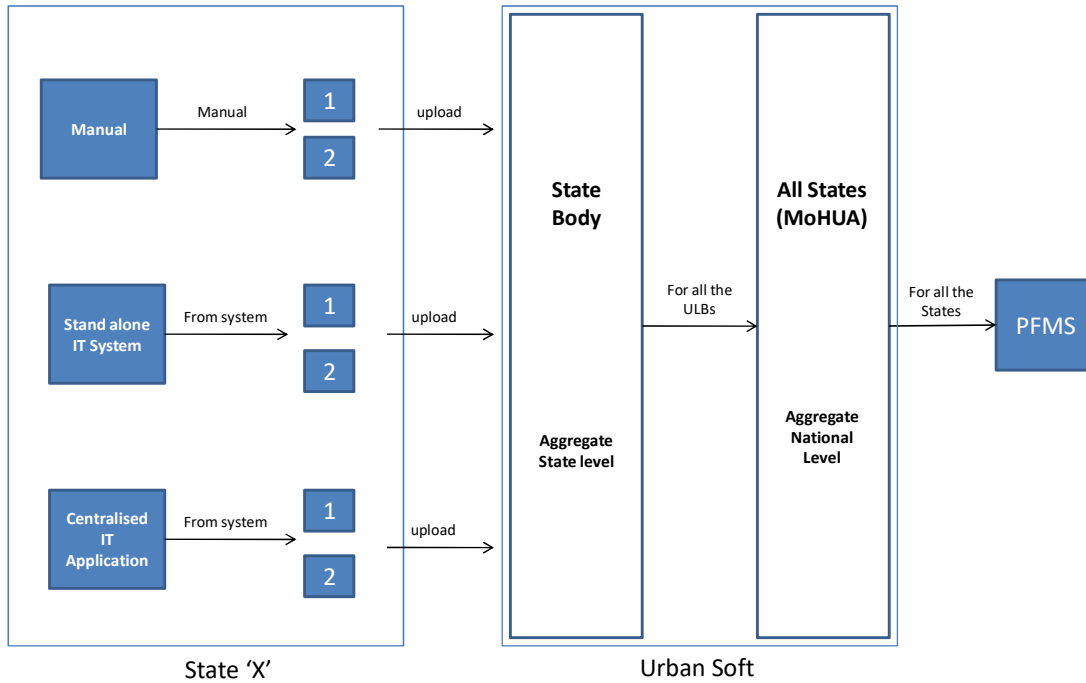 Manual
Manual
1
2
upload
Stand alone
IT System
From system
1
2
upload
Centralised
IT
Application
From system
1
2
upload
State ‘X’
State
Body
Aggregate
State level
For all the
ULBs
All States
(MoHUA)
Aggregate
National
Level
Urban Soft
For all the
States
PFMS